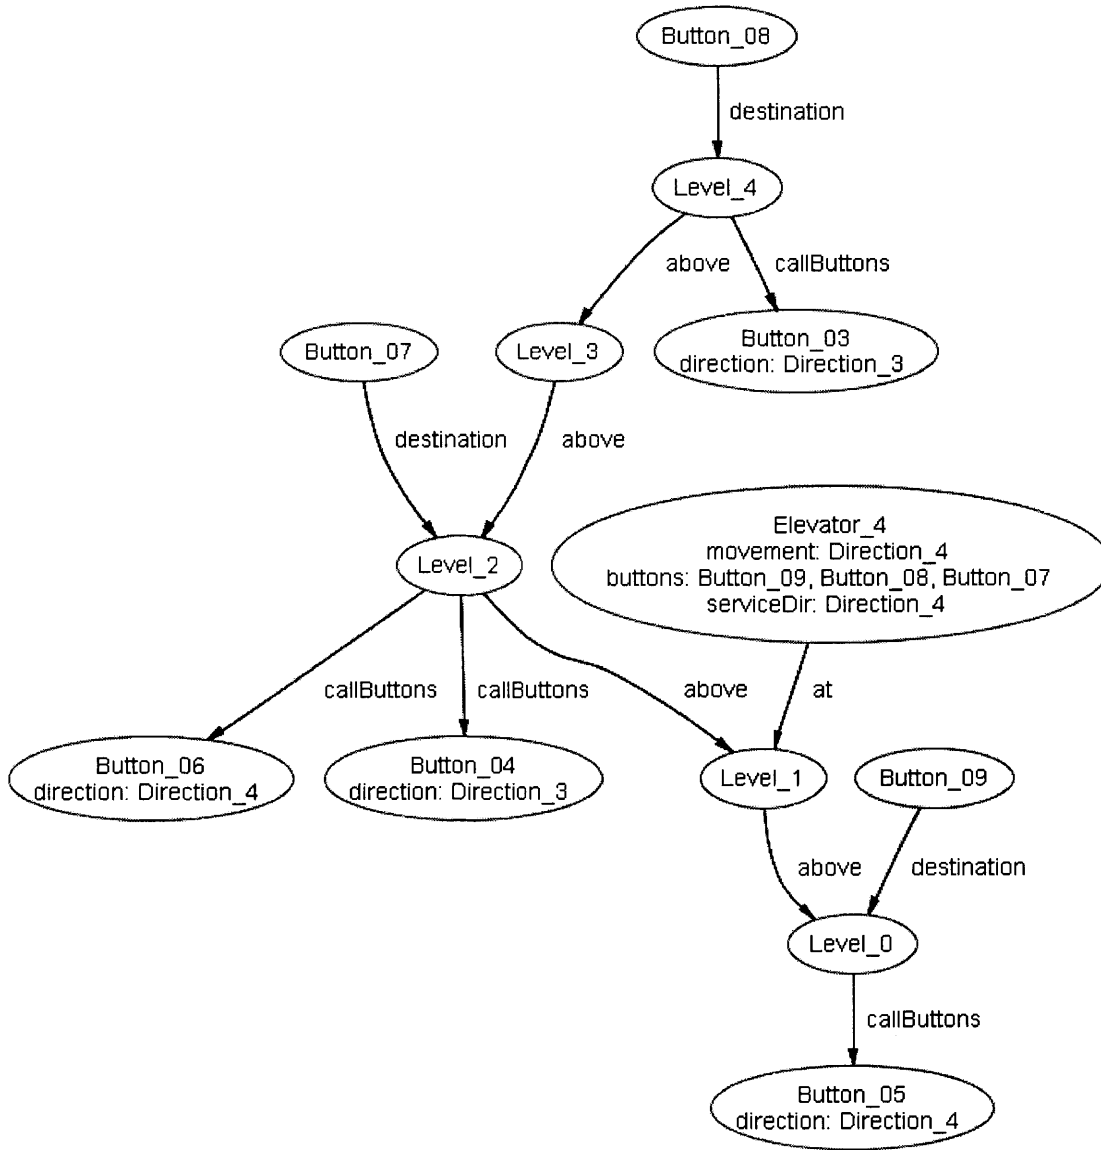 Button_08
destination
Level_4
above
callButtons
Button_07
Level_3
Button_03
direction: Direction_3
destination
above
Elevator_4
movement: Direction_4
buttons: Button_09, Button_08, Button_07
serviceDir: Direction_4
Level_2
callButtons
callButtons
above
at
Button_06
direction: Direction_4
Button_04
direction: Direction_3
Level_1
Button_09
above
destination
Level_0
callButtons
Button_05
direction: Direction_4